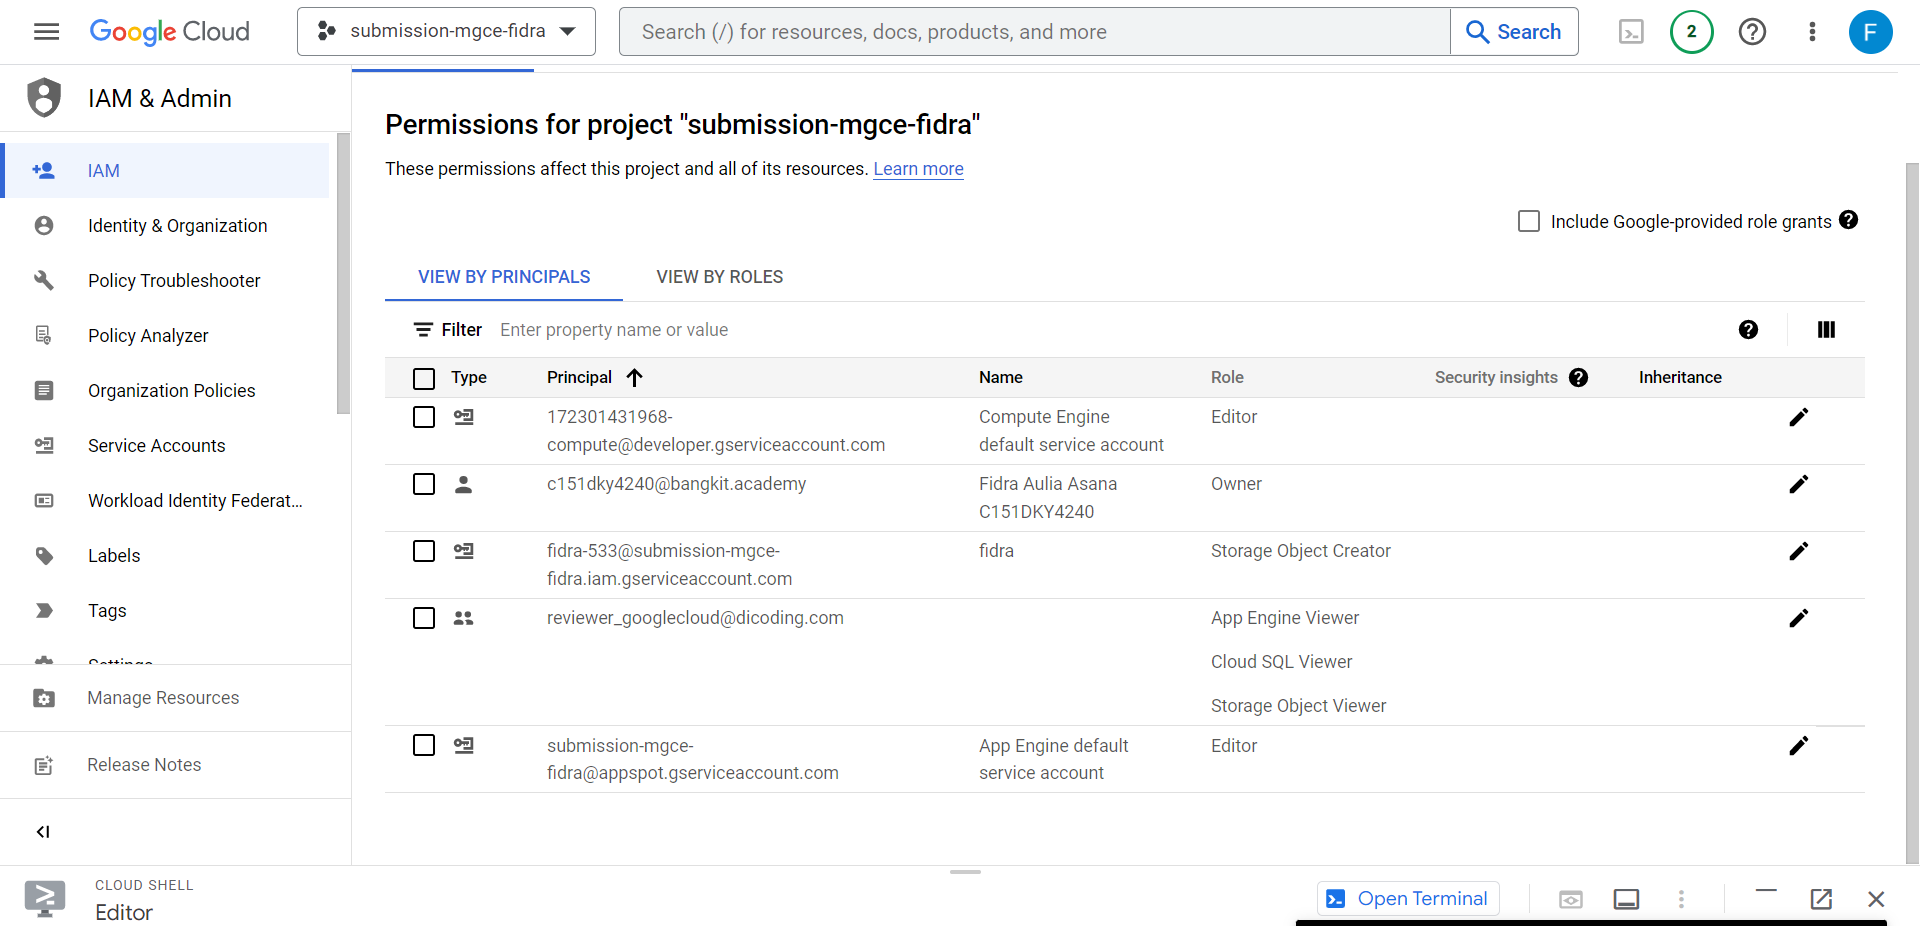 Google Cloud
submission-mgce-fidra
Search (/) for resources, docs, products, and more
Search
2
F
IAM & Admin
IAM
Identity & Organization
Policy Troubleshooter
Policy Analyzer
Organization Policies
Service Accounts
Workload Identity Federat...
Labels
Tags
Settings
Manage Resources
Release Notes
Permissions for project "submission-mgce-fidra"
These permissions affect this project and all of its resources. Learn more
Include Google-provided role grants
VIEW BY PRINCIPALS
VIEW BY ROLES
Filter Enter property name or value
Type Principal Name Role Security insights Inheritance
172301431968-
compute@developer.gserviceaccount.com
Compute Engine
default service account
Editor
c151dky4240@bangkit.academy
Fidra Aulia Asana
C151DKY4240
Owner
fidra-533@submission-mgce-
fidra.iam.gserviceaccount.com
fidra
Storage Object Creator
reviewer_googlecloud@dicoding.com
App Engine Viewer
Cloud SQL Viewer
Storage Object Viewer
submission-mgce-
fidra@appspot.gserviceaccount.com
App Engine default
service account
Editor
CLOUD SHELL
Editor
Open Terminal